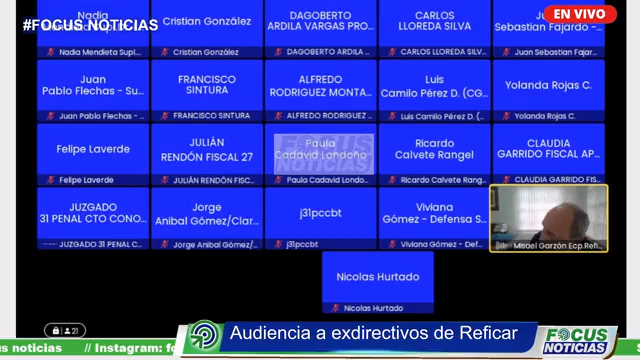 #FOCUS NOTICIAS
EN VIVO
Nadia
Nadia Mendieta Supl
Cristian González
Cristian González
DAGOBERTO
ARDILA VARGAS PRO...
DAGOBERTO ARDILA ...
CARLOS
LLOREDA SILVA
CARLOS LLOREDA SILVA
Sebastian Fajardo -...
Juan Sebastian Fajar...
Juan
Pablo Flechas - Su...
Juan Pablo Flechas - ...
FRANCISCO
SINTURA
FRANCISCO SINTURA
ALFREDO
RODRIGUEZ MONTA...
ALFREDO RODRIGUEZ ...
Luis
Camilo Pérez D. (CG...
Luis Camilo Pérez D. (C...
Yolanda Rojas C.
Yolanda Rojas C.
Felipe Laverde
Felipe Laverde
JULIÁN
RENDÓN FISCAL 27
JULIÁN RENDÓN FISC...
Paula
Cadavid Londoño
FOCUS
NOTICIAS
Paula Cadavid Londo...
Ricardo
Calvete Rangel
Ricardo Calvete Rangel
CLAUDIA
GARRIDO FISCAL AP...
CLAUDIA GARRIDO FIS...
JUZGADO
31 PENAL CTO CONO...
JUZGADO 31 PENAL C...
Jorge
Anibal Gómez/Clar...
Jorge Anibal Gómez/...
j31pccbt
j31pccbt
Viviana
Gómez - Defensa S...
Viviana Gómez - Def...
Misael Garzón Ecp.Refi...
Nicolas Hurtado
Nicolas Hurtado
21
Audiencia a exdirectivos de Reficar
FOCUS
NOTICIAS
noticias // Instagram: fo